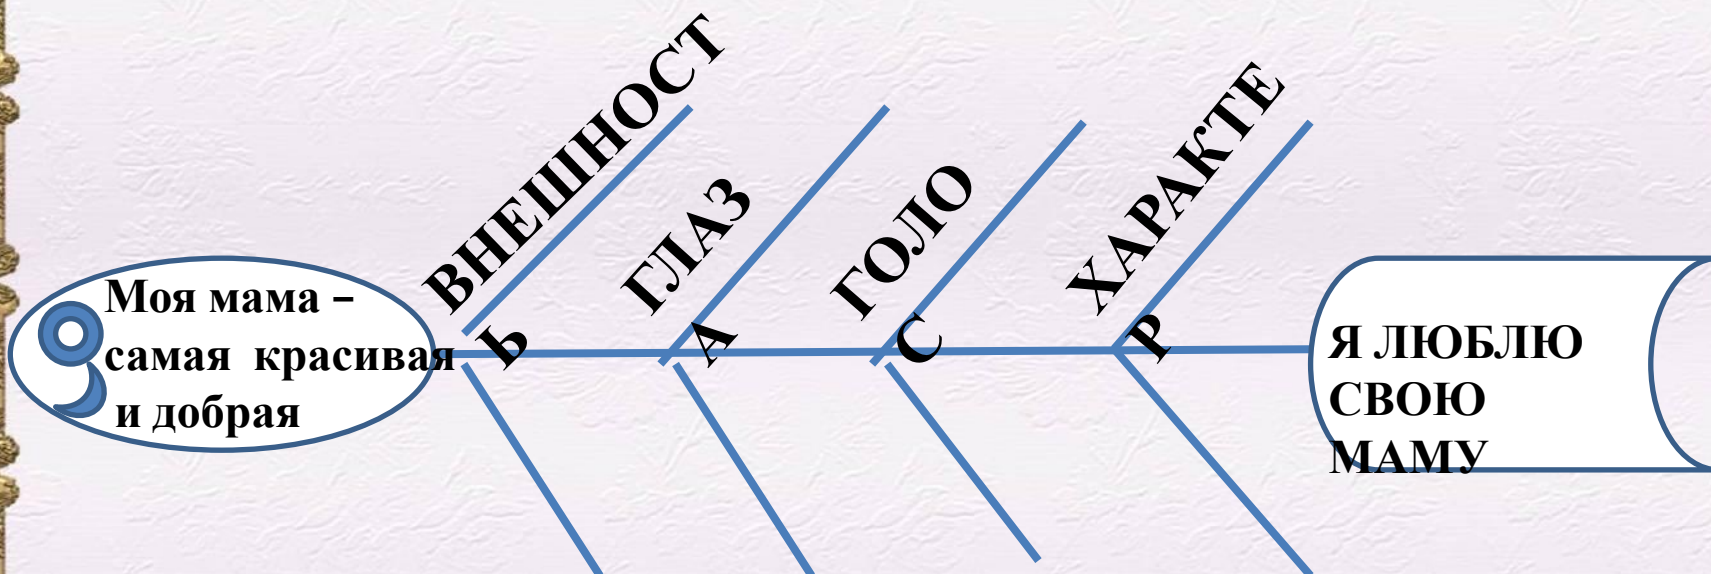 Моя мама –
самая красивая
и добрая
ВНЕШНОСТ
Ь
ГЛАЗ
А
ГОЛО
С
ХАРАКТЕ
Р
Я ЛЮБЛЮ
СВОЮ
МАМУ